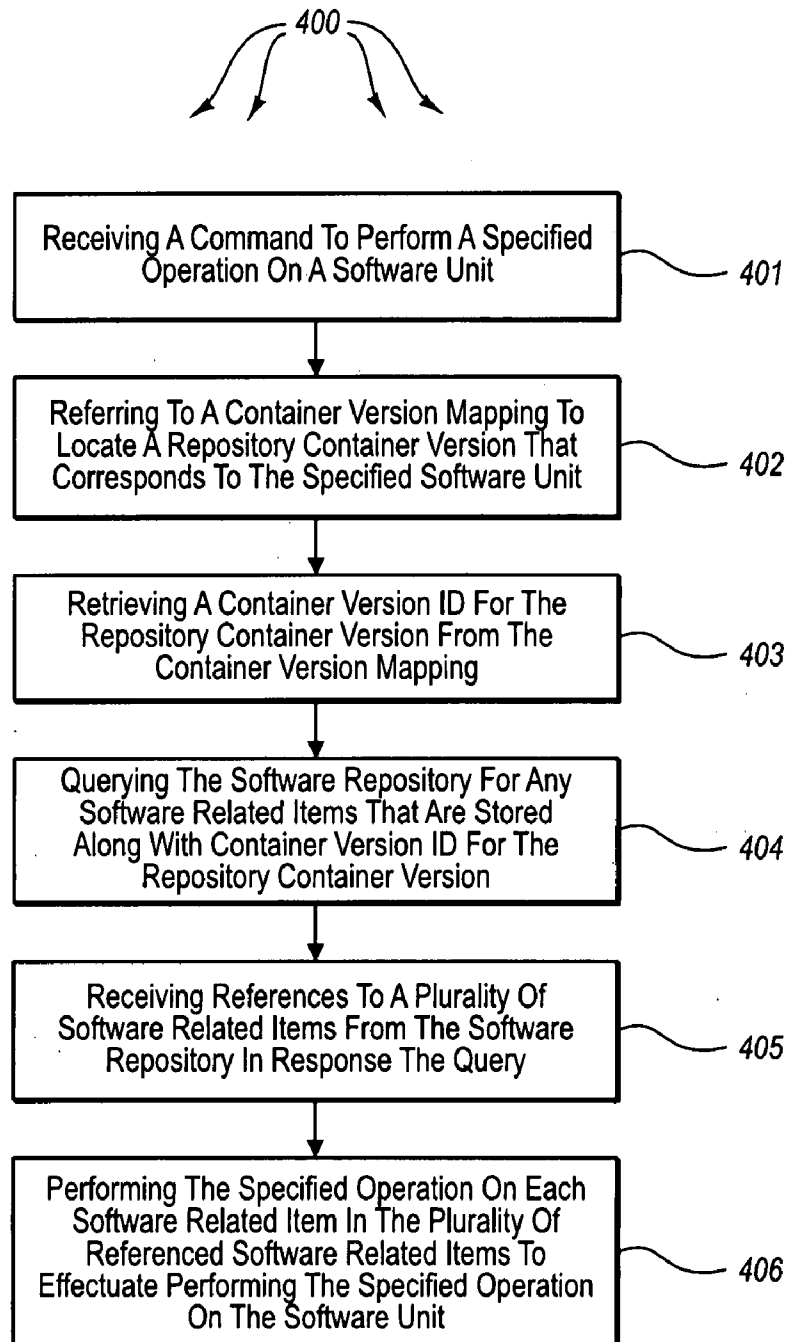 400
Receiving A Command To Perform A Specified
Operation On A Software Unit
401
Referring To A Container Version Mapping To
Locate A Repository Container Version That
Corresponds To The Specified Software Unit
402
Retrieving A Container Version ID For The
Repository Container Version From The
Container Version Mapping
403
Querying The Software Repository For Any
Software Related Items That Are Stored
Along With Container Version ID For The
Repository Container Version
404
Receiving References To A Plurality Of
Software Related Items From The Software
Repository In Response The Query
405
Performing The Specified Operation On Each
Software Related Item In The Plurality Of
Referenced Software Related Items To
Effectuate Performing The Specified Operation
On The Software Unit
406